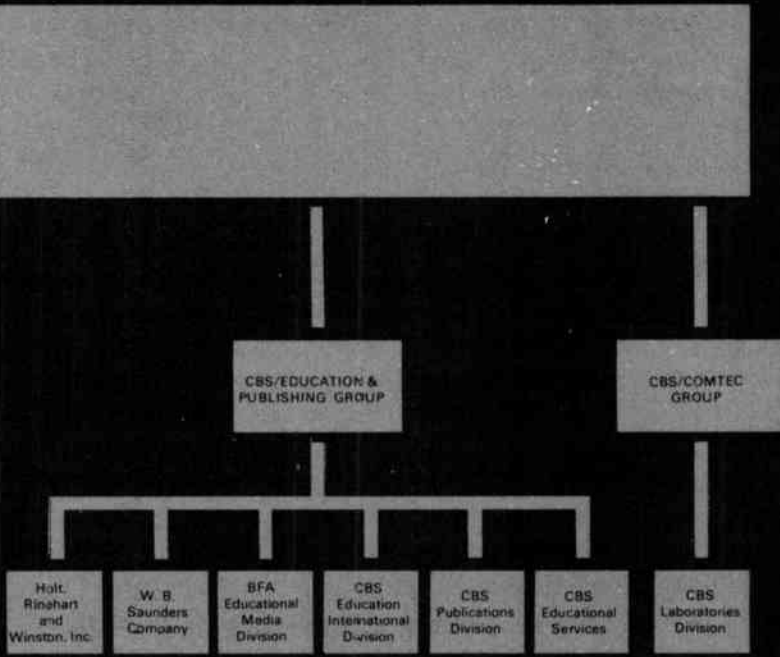 CBS/EDUCATION &
PUBLISHING GROUP
CBS/COMTEC
GROUP
Holt,
Rinehart
and
Winston, Inc.
W. B.
Saunders
Company
BFA
Educational
Media
Division
CBS
Education
International
Division
CBS
Publications
Division
CBS
Educational
Services
CBS
Laboratories
Division